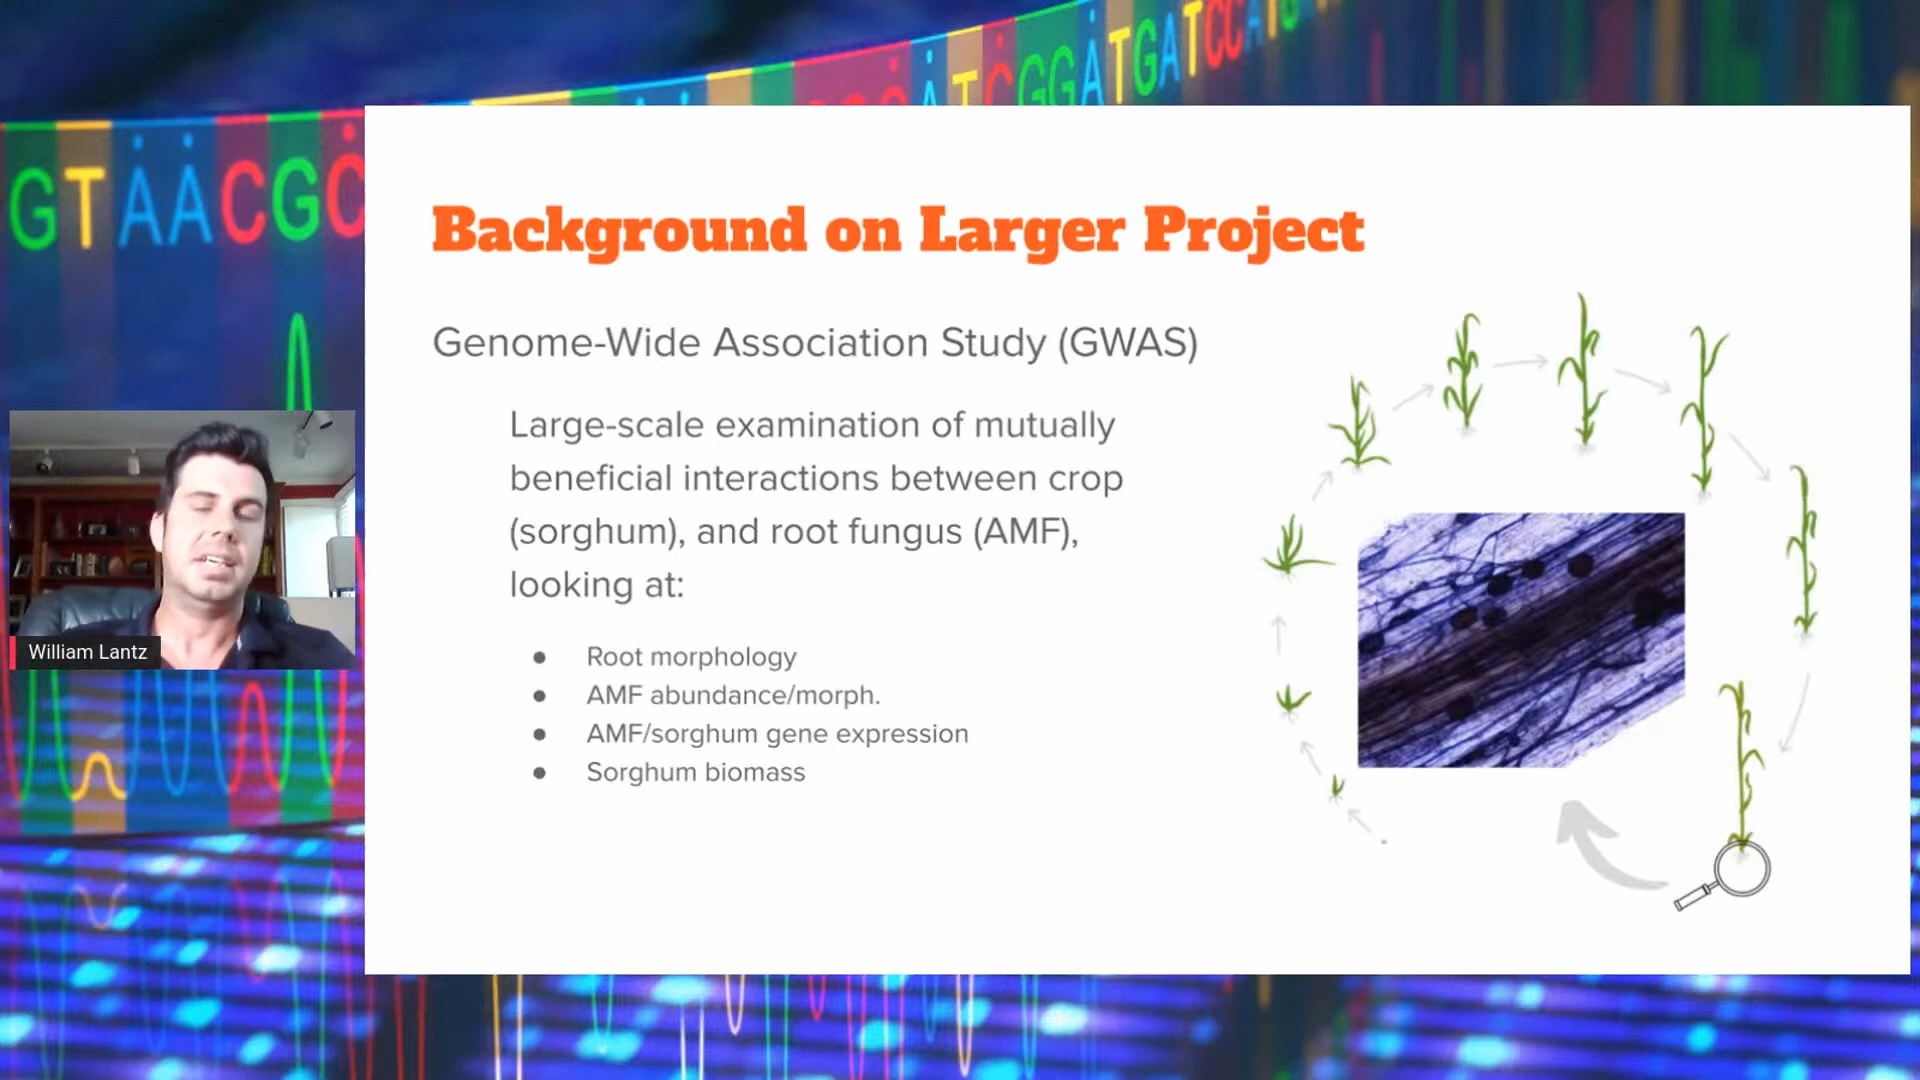 GTAACGC
ATCGGATGATCCATG
Background on Larger Project
Genome-Wide Association Study (GWAS)
Large-scale examination of mutually
beneficial interactions between crop
(sorghum), and root fungus (AMF),
looking at:
● Root morphology
● AMF abundance/morph.
● AMF/sorghum gene expression
● Sorghum biomass
William Lantz